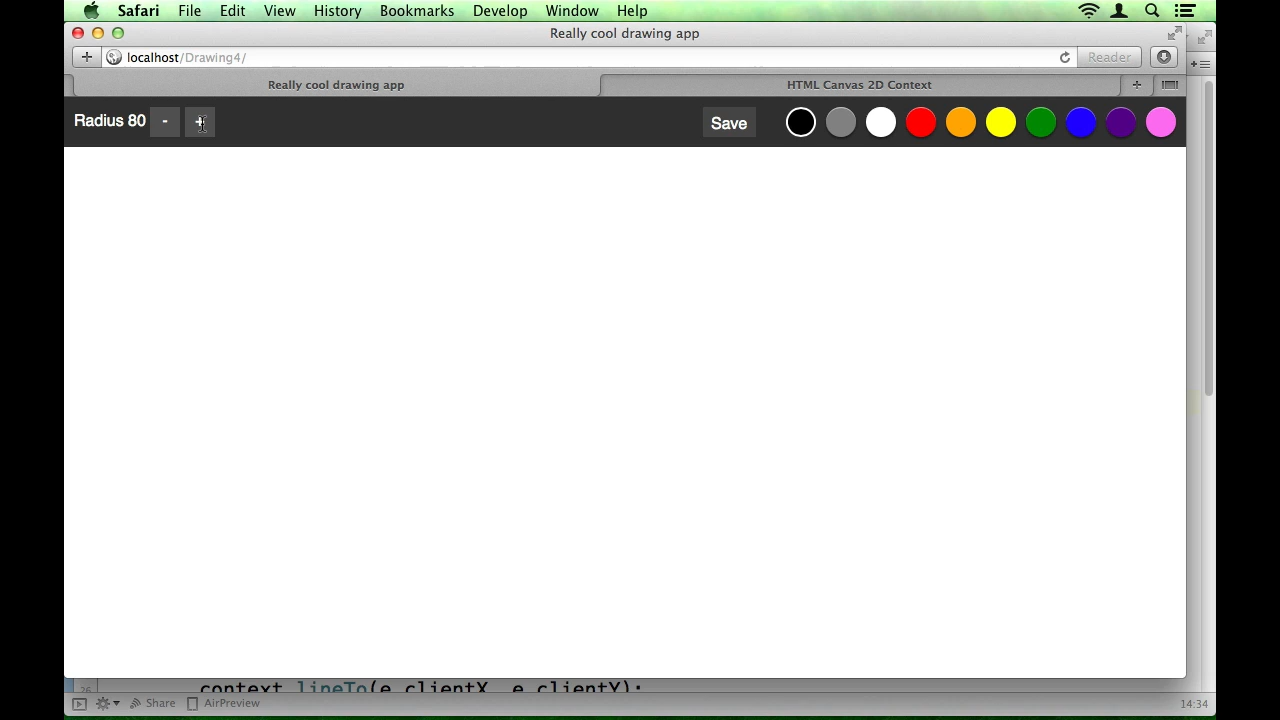 Safari File Edit View History Bookmarks Develop Window Help
Really cool drawing app
+ localhost/Drawing4/ Reader
Really cool drawing app HTML Canvas 2D Context +
Radius 80 - + Save
26 context.lineTo(e.clientX, e.clientY);
Share AirPreview 14:34